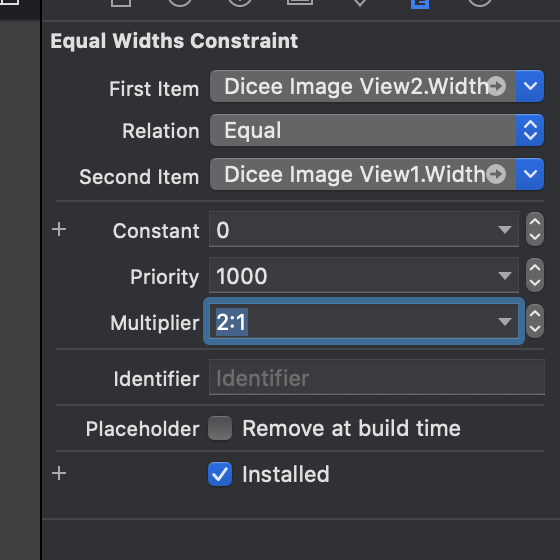 Equal Widths Constraint
First Item Dicee Image View2.Width
Relation Equal
Second Item Dicee Image View1.Width
Constant 0
Priority 1000
Multiplier 2:1
Identifier Identifier
Placeholder Remove at build time
Installed